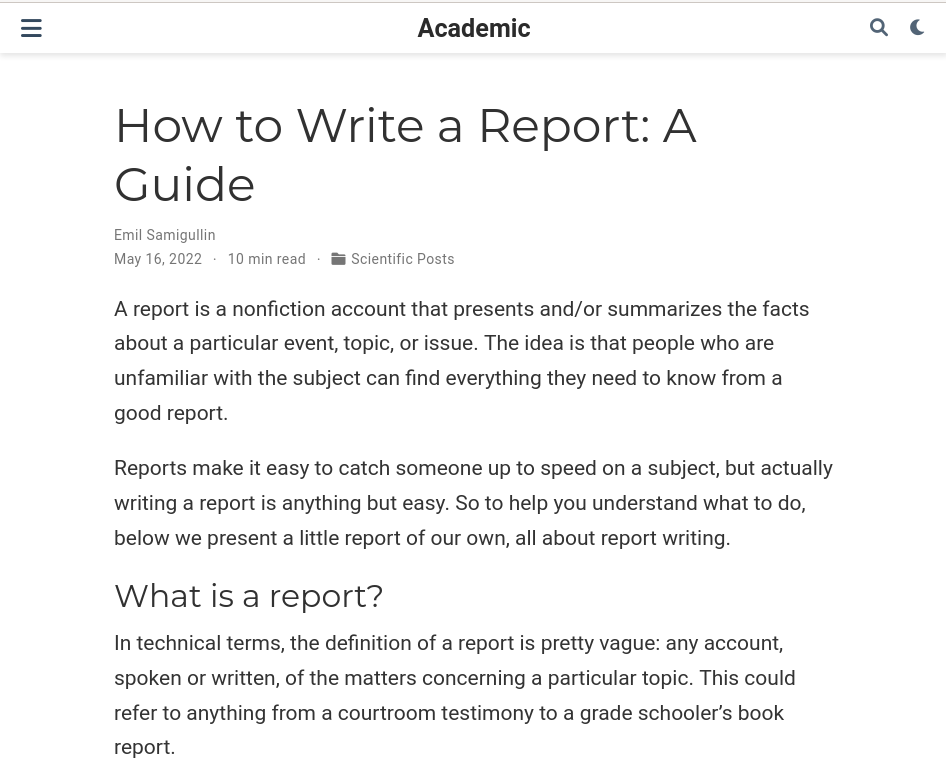 Academic
How to Write a Report: A
Guide
Emil Samigullin
May 16, 2022 · 10 min read · Scientific Posts
A report is a nonfiction account that presents and/or summarizes the facts
about a particular event, topic, or issue. The idea is that people who are
unfamiliar with the subject can find everything they need to know from a
good report.
Reports make it easy to catch someone up to speed on a subject, but actually
writing a report is anything but easy. So to help you understand what to do,
below we present a little report of our own, all about report writing.
What is a report?
In technical terms, the definition of a report is pretty vague: any account,
spoken or written, of the matters concerning a particular topic. This could
refer to anything from a courtroom testimony to a grade schooler’s book
report.